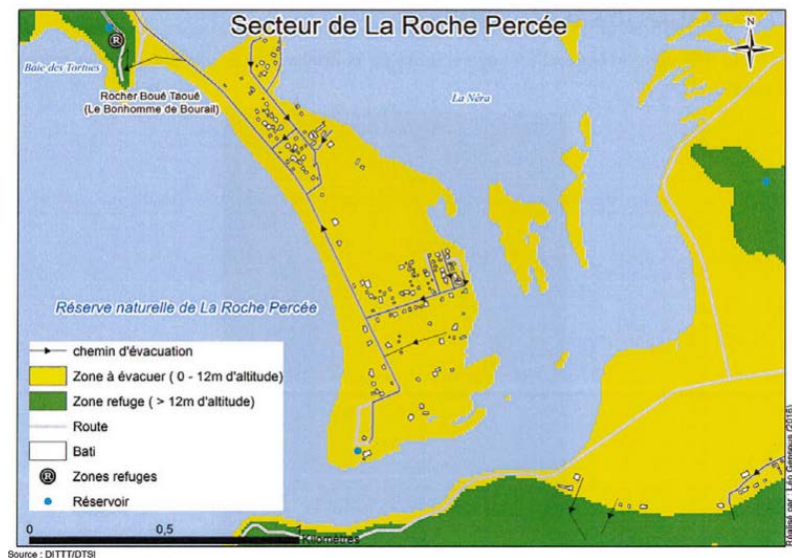 Secteur de La Roche Percée
N
Baie des Tortues
Rocher Boué Taoué
(Le Bonhomme de Bourail)
La Néra
Réserve naturelle de La Roche Percée
chemin d'évacuation
Zone à évacuer ( 0 - 12m d'altitude)
Zone refuge ( > 12m d'altitude)
Route
Bati
R Zones refuges
Réservoir
0 0,5 1
Kilomètres
Source : DITTT/DTSI